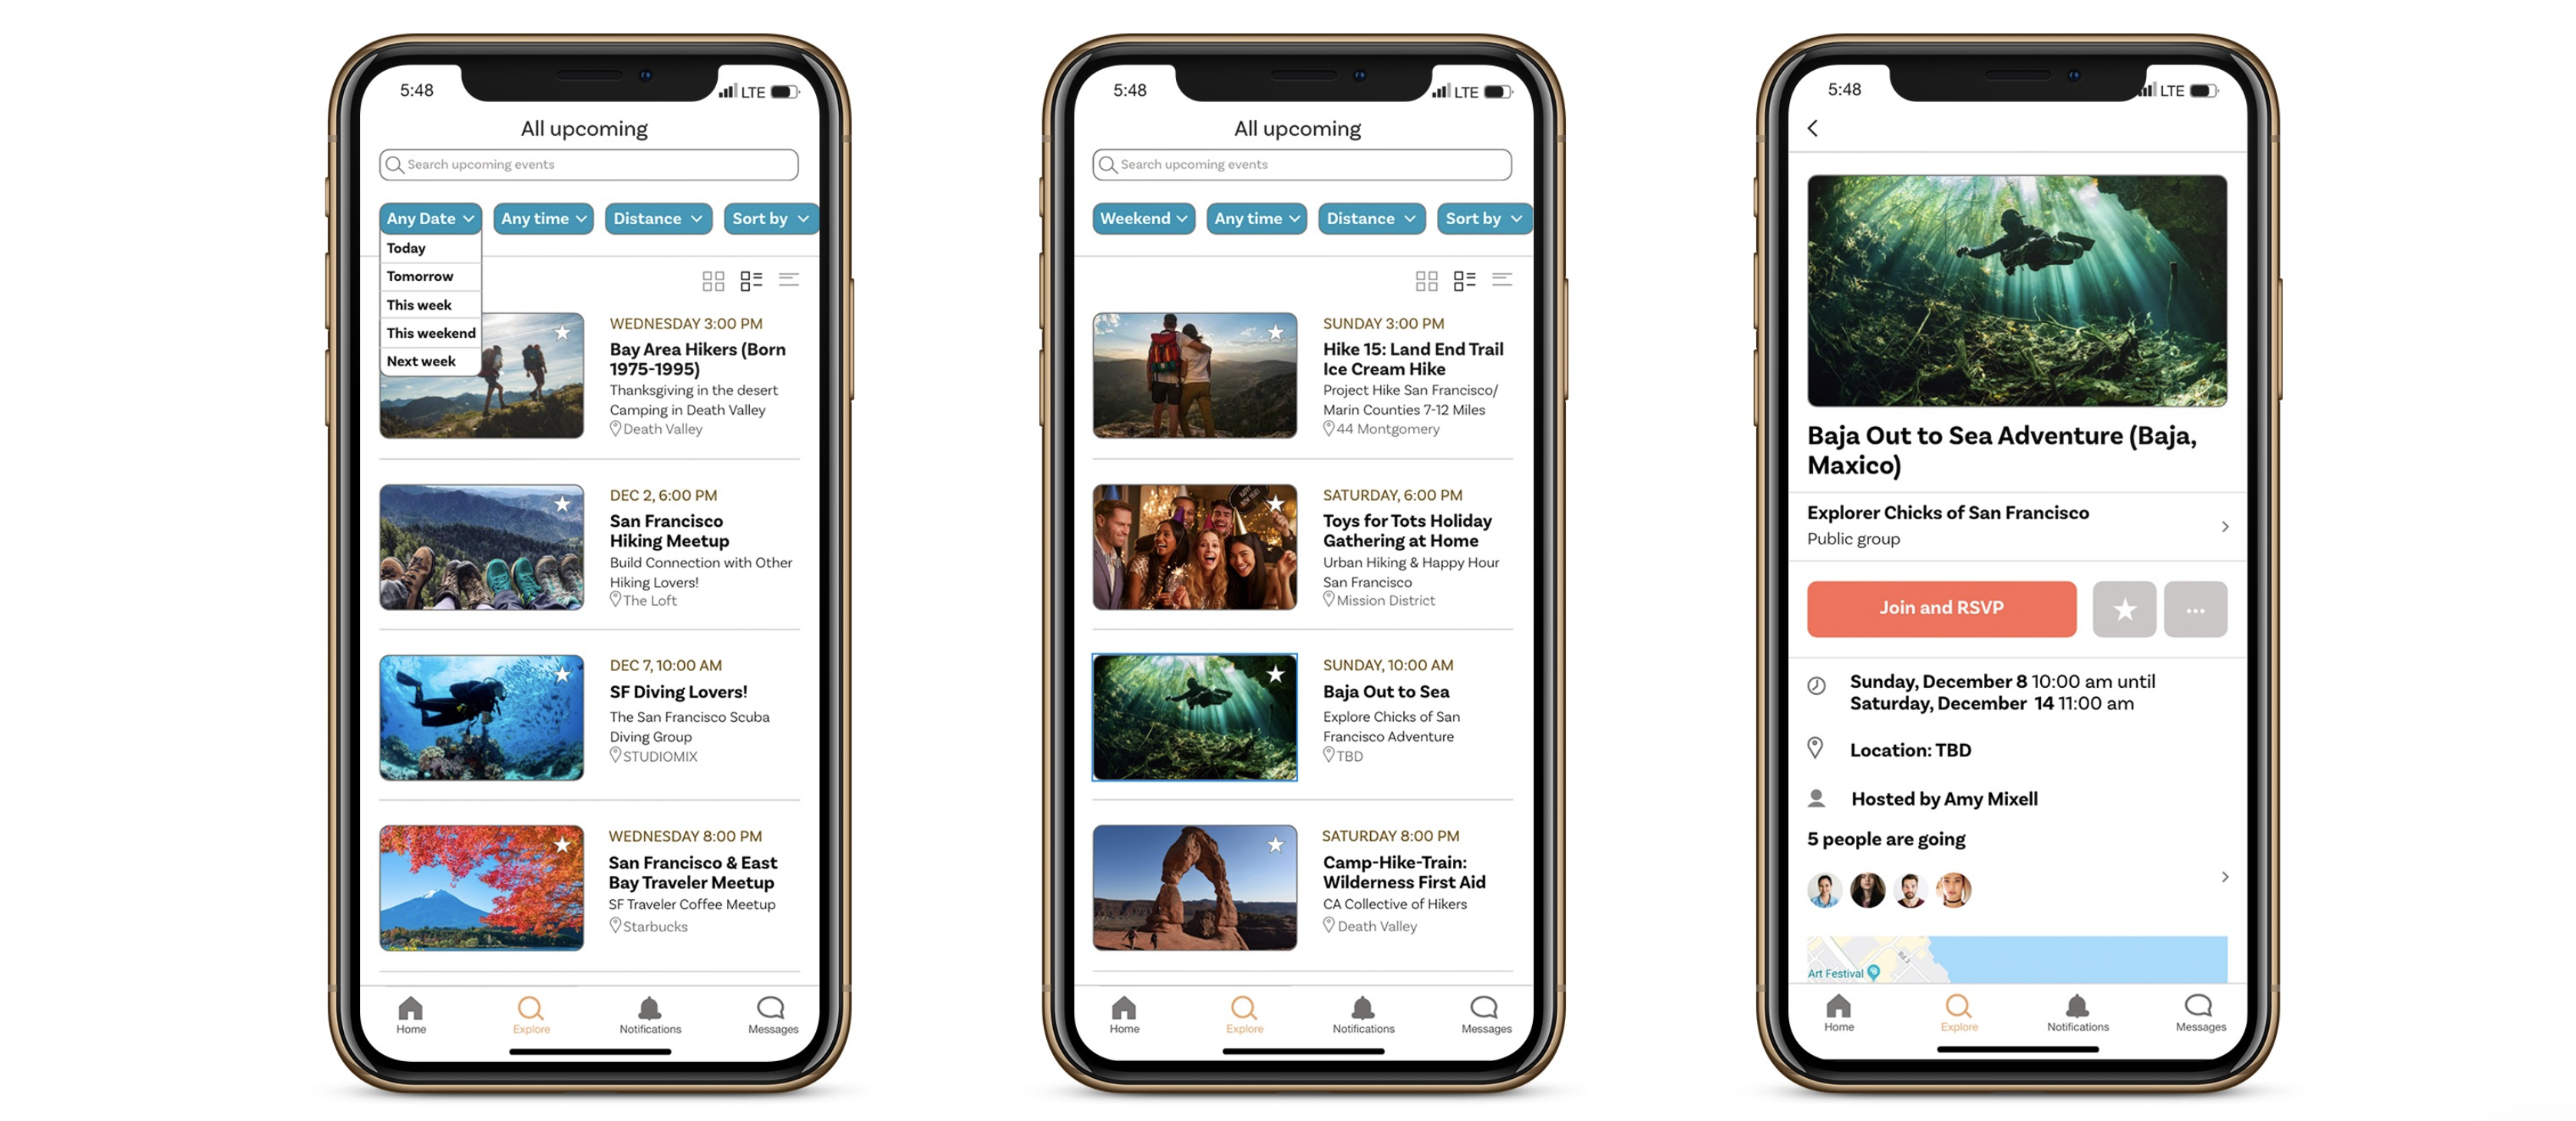 5:48
LTE
All upcoming
Search upcoming events
Any Date
Any time
Distance
Sort by
Today
Tomorrow
This week
This weekend
Next week
WEDNESDAY 3:00 PM
Bay Area Hikers (Born
1975-1995)
Thanksgiving in the desert
Camping in Death Valley
Death Valley
DEC 2, 6:00 PM
San Francisco
Hiking Meetup
Build Connection with Other
Hiking Lovers!
The Loft
DEC 7, 10:00 AM
SF Diving Lovers!
The San Francisco Scuba
Diving Group
STUDIOMIX
WEDNESDAY 8:00 PM
San Francisco & East
Bay Traveler Meetup
SF Traveler Coffee Meetup
Starbucks
Home
Explore
Notifications
Messages
5:48
LTE
All upcoming
Search upcoming events
Weekend
Any time
Distance
Sort by
SUNDAY 3:00 PM
Hike 15: Land End Trail
Ice Cream Hike
Project Hike San Francisco/
Marin Counties 7-12 Miles
44 Montgomery
SATURDAY, 6:00 PM
Toys for Tots Holiday
Gathering at Home
Urban Hiking & Happy Hour
San Francisco
Mission District
SUNDAY, 10:00 AM
Baja Out to Sea
Explore Chicks of San
Francisco Adventure
TBD
SATURDAY 8:00 PM
Camp-Hike-Train:
Wilderness First Aid
CA Collective of Hikers
Death Valley
Home
Explore
Notifications
Messages
5:48
LTE
Baja Out to Sea Adventure (Baja,
Maxico)
Explorer Chicks of San Francisco
Public group
Join and RSVP
Sunday, December 8 10:00 am until
Saturday, December 14 11:00 am
Location: TBD
Hosted by Amy Mixell
5 people are going
Rd 3
Art Festival
Home
Explore
Notifications
Messages